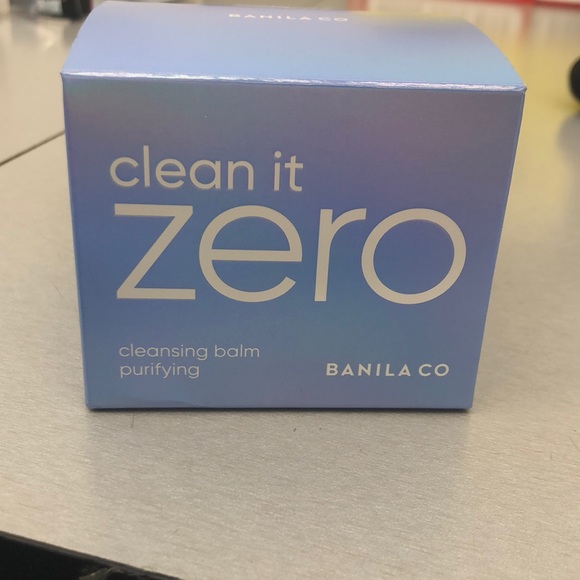 BANILA CO
clean it
zero
cleansing balm
purifying
BANILA CO